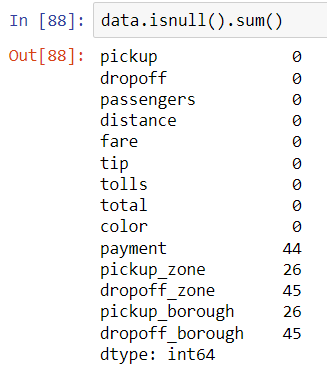 In [88]: data.isnull().sum()
Out[88]: pickup 0
dropoff 0
passengers 0
distance 0
fare 0
tip 0
tolls 0
total 0
color 0
payment 44
pickup_zone 26
dropoff_zone 45
pickup_borough 26
dropoff_borough 45
dtype: int64